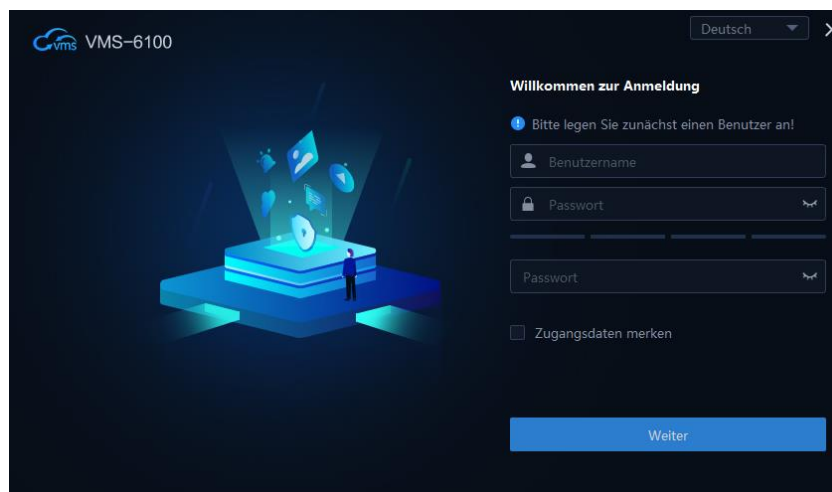 vms VMS-6100
Deutsch
Willkommen zur Anmeldung
Bitte legen Sie zunächst einen Benutzer an!
Benutzername
Passwort
Passwort
Zugangsdaten merken
Weiter